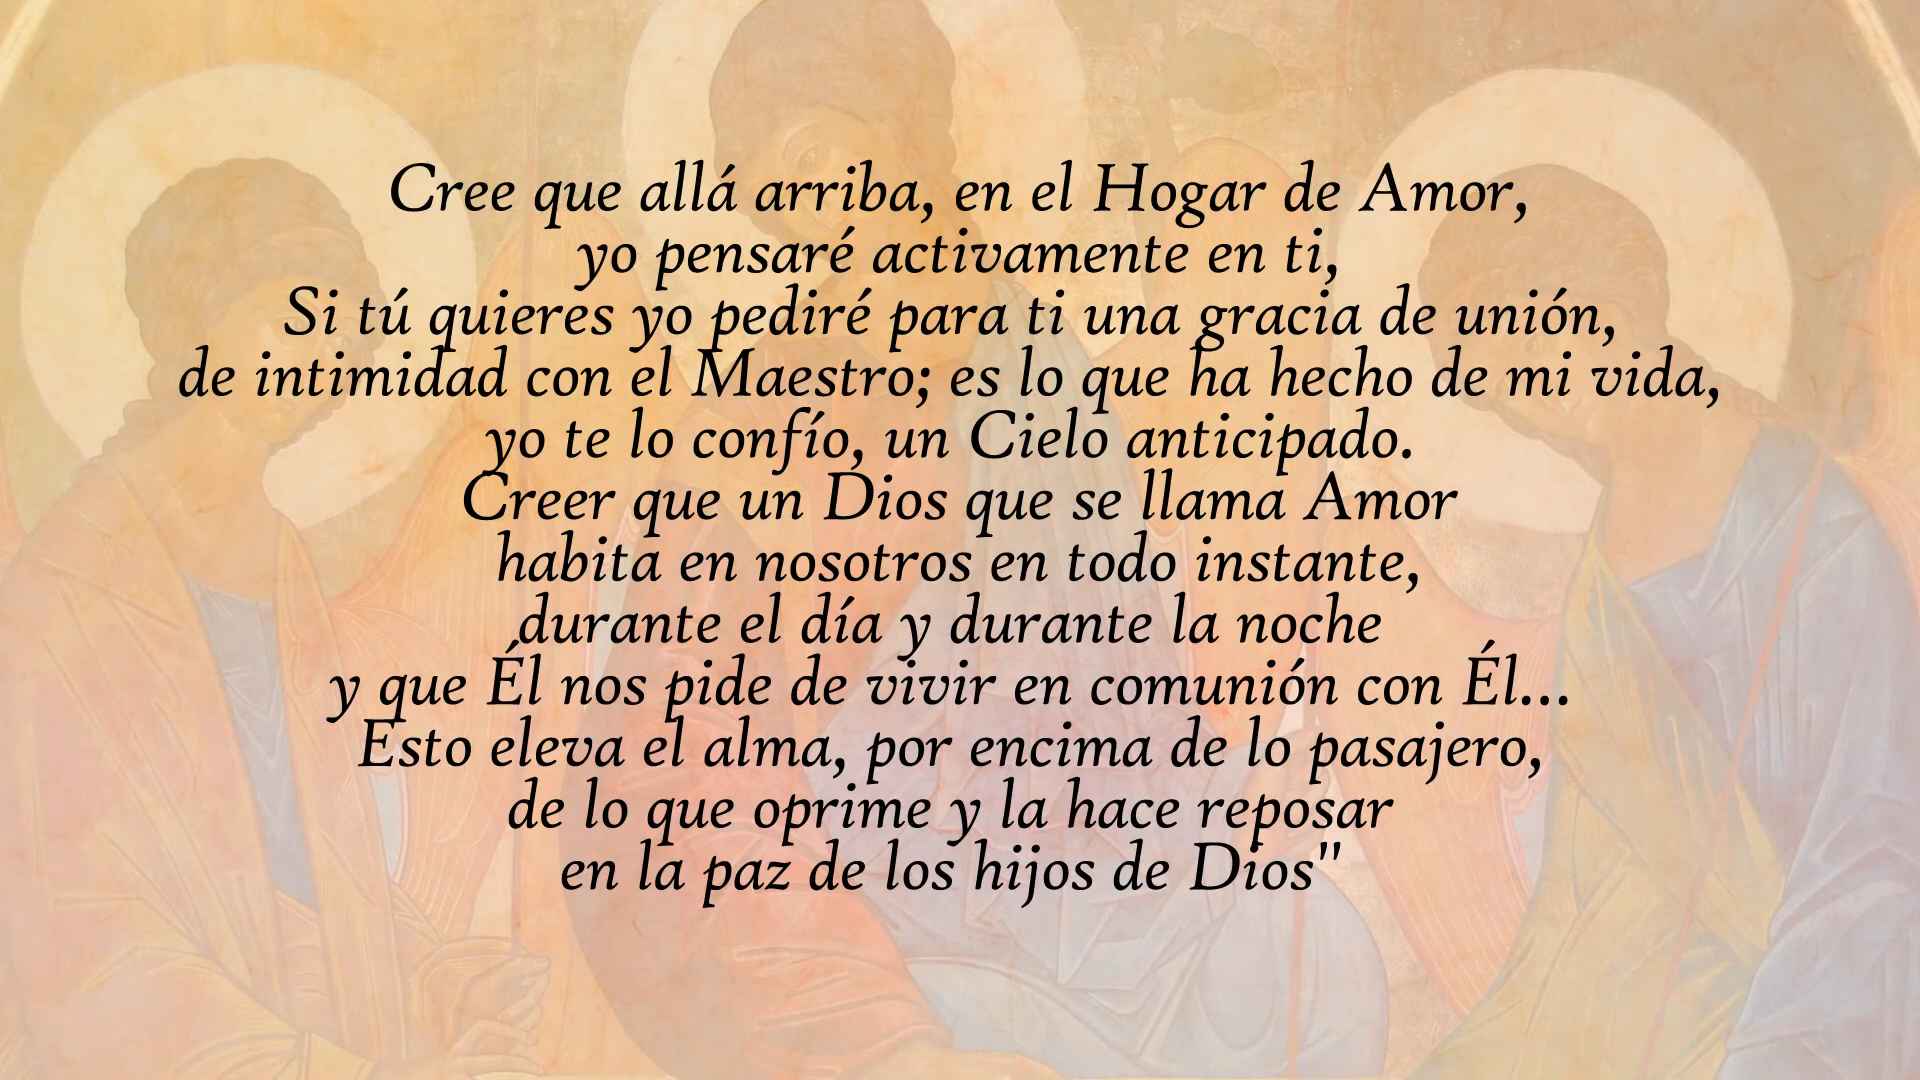 Cree que allá arriba, en el Hogar de Amor,
yo pensaré activamente en ti,
Si tú quieres yo pediré para ti una gracia de unión,
de intimidad con el Maestro; es lo que ha hecho de mi vida,
yo te lo confío, un Cielo anticipado.
Creer que un Dios que se llama Amor
habita en nosotros en todo instante,
durante el día y durante la noche
y que Él nos pide de vivir en comunión con Él...
Esto eleva el alma, por encima de lo pasajero,
de lo que oprime y la hace reposar
en la paz de los hijos de Dios"